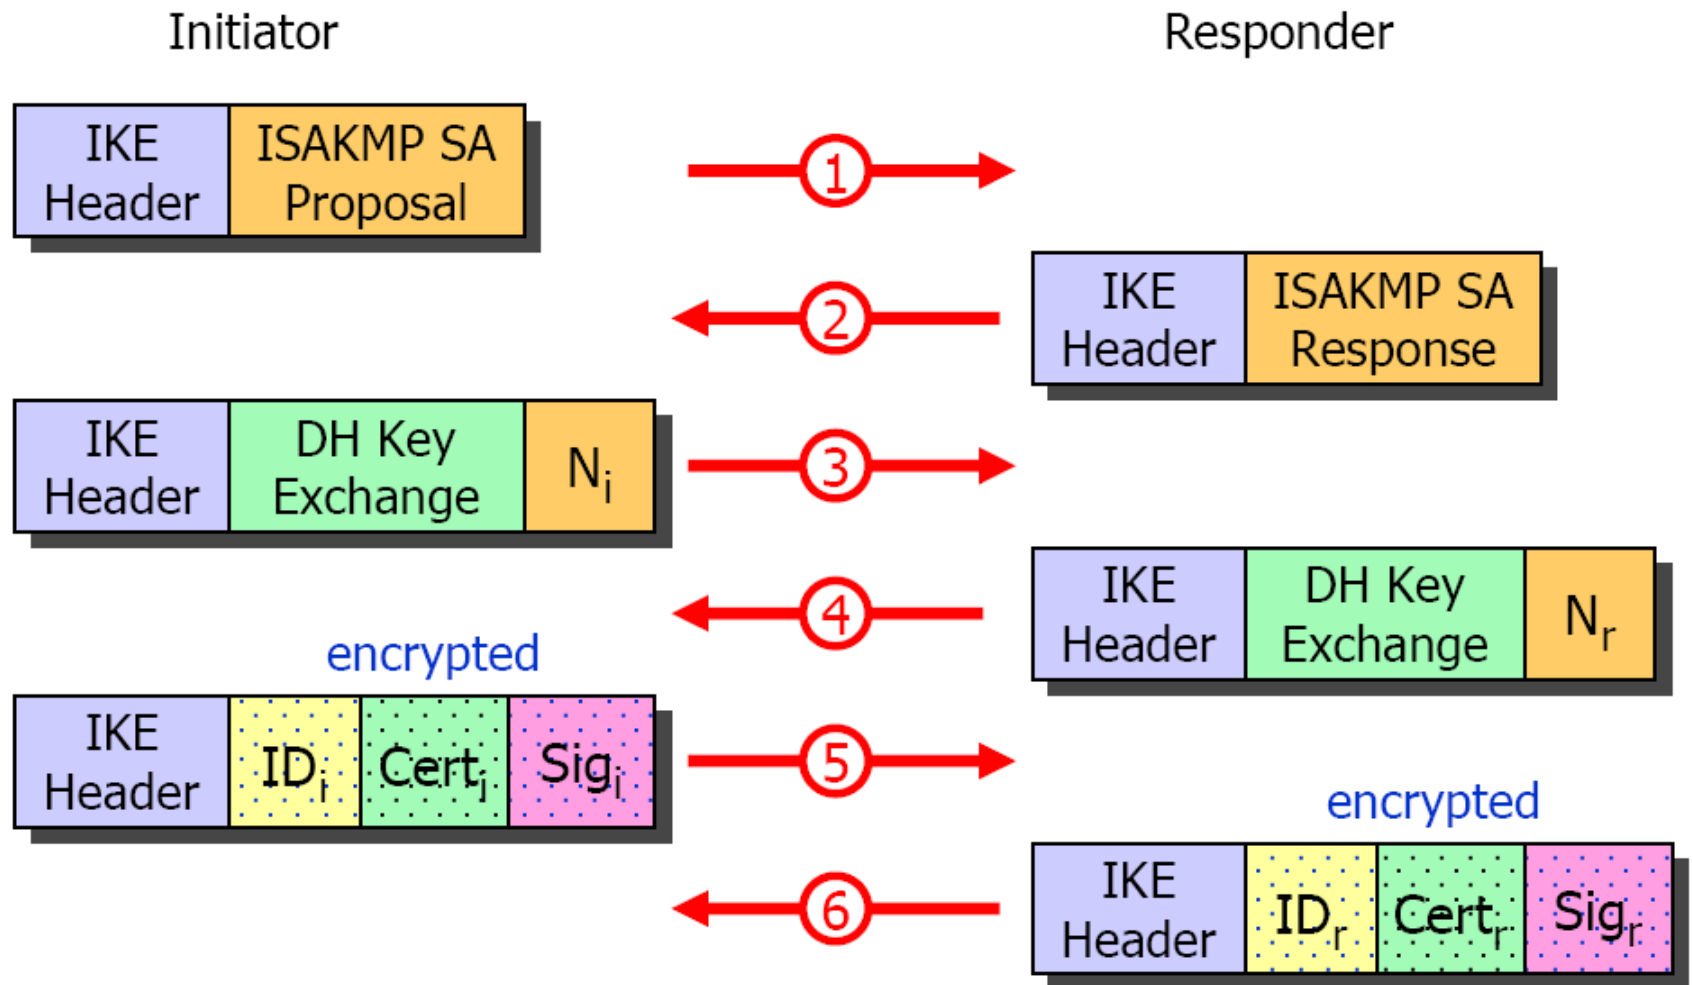 Initiator
Responder
IKE
Header
ISAKMP SA
Proposal
1
2
IKE
Header
ISAKMP SA
Response
IKE
Header
DH Key
Exchange
Ni
3
4
IKE
Header
DH Key
Exchange
Nr
encrypted
IKE
Header
IDi
Certi
Sigi
5
encrypted
6
IKE
Header
IDr
Certr
Sigr